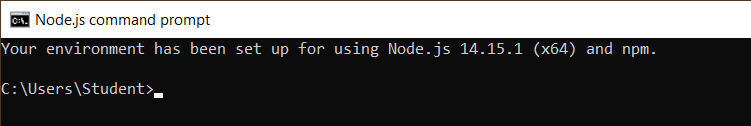 Node.js command prompt
Your environment has been set up for using Node.js 14.15.1 (x64) and npm.
C:\Users\Student>